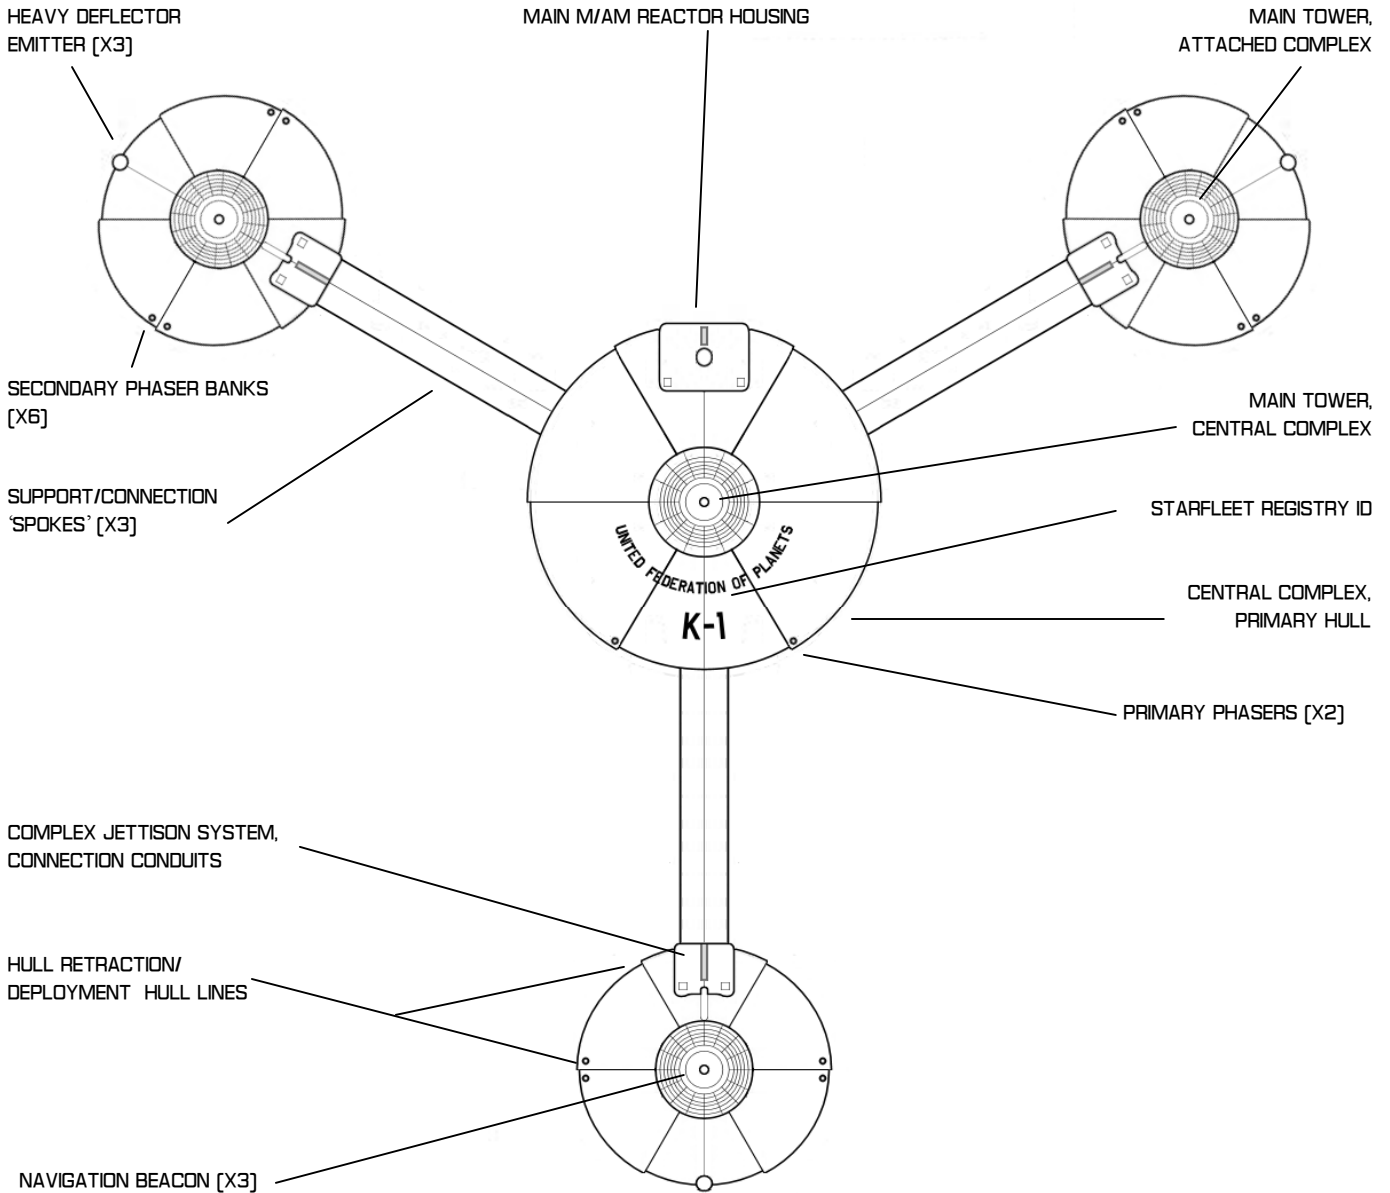 HEAVY DEFLECTOR
EMITTER [X3]
MAIN M/AM REACTOR HOUSING
MAIN TOWER,
ATTACHED COMPLEX
SECONDARY PHASER BANKS
[X6]
MAIN TOWER,
CENTRAL COMPLEX
SUPPORT/CONNECTION
‘SPOKES’ [X3]
STARFLEET REGISTRY ID
UNITED FEDERATION OF PLANETS
K-1
CENTRAL COMPLEX,
PRIMARY HULL
PRIMARY PHASERS [X2]
COMPLEX JETTISON SYSTEM,
CONNECTION CONDUITS
HULL RETRACTION/
DEPLOYMENT HULL LINES
NAVIGATION BEACON [X3]